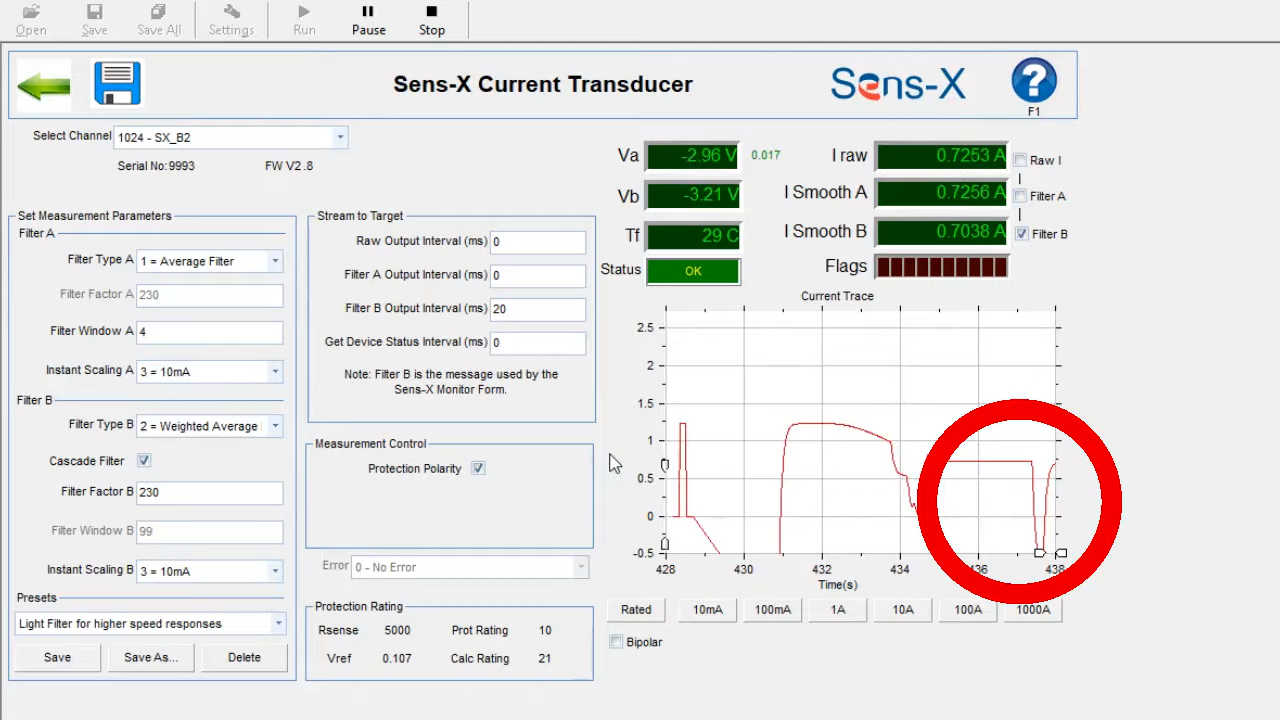 Open Save Save All Settings Run Pause Stop
Sens-X Current Transducer
Sens-X
F1
Select Channel 1024 - SX_B2
Serial No: 9993 FW V2.8
Set Measurement Parameters
Filter A
Filter Type A 1 = Average Filter
Filter Factor A 230
Filter Window A 4
Instant Scaling A 3 = 10mA
Filter B
Filter Type B 2 = Weighted Average
Cascade Filter
Filter Factor B 230
Filter Window B 99
Instant Scaling B 3 = 10mA
Presets
Light Filter for higher speed responses
Save Save As... Delete
Stream to Target
Raw Output Interval (ms) 0
Filter A Output Interval (ms) 0
Filter B Output Interval (ms) 20
Get Device Status Interval (ms) 0
Note: Filter B is the message used by the
Sens-X Monitor Form.
Measurement Control
Protection Polarity
Error 0 - No Error
Protection Rating
Rsense 5000 Prot Rating 10
Vref 0.107 Calc Rating 21
Va -2.96 V 0.017 I raw 0.7253 A Raw I
Vb -3.21 V I Smooth A 0.7256 A Filter A
Tf 29 C I Smooth B 0.7038 A Filter B
Status OK Flags
Current Trace
2.5
2
1.5
1
0.5
0
-0.5
428 430 432 434 436 438
Time(s)
Rated 10mA 100mA 1A 10A 100A 1000A
Bipolar